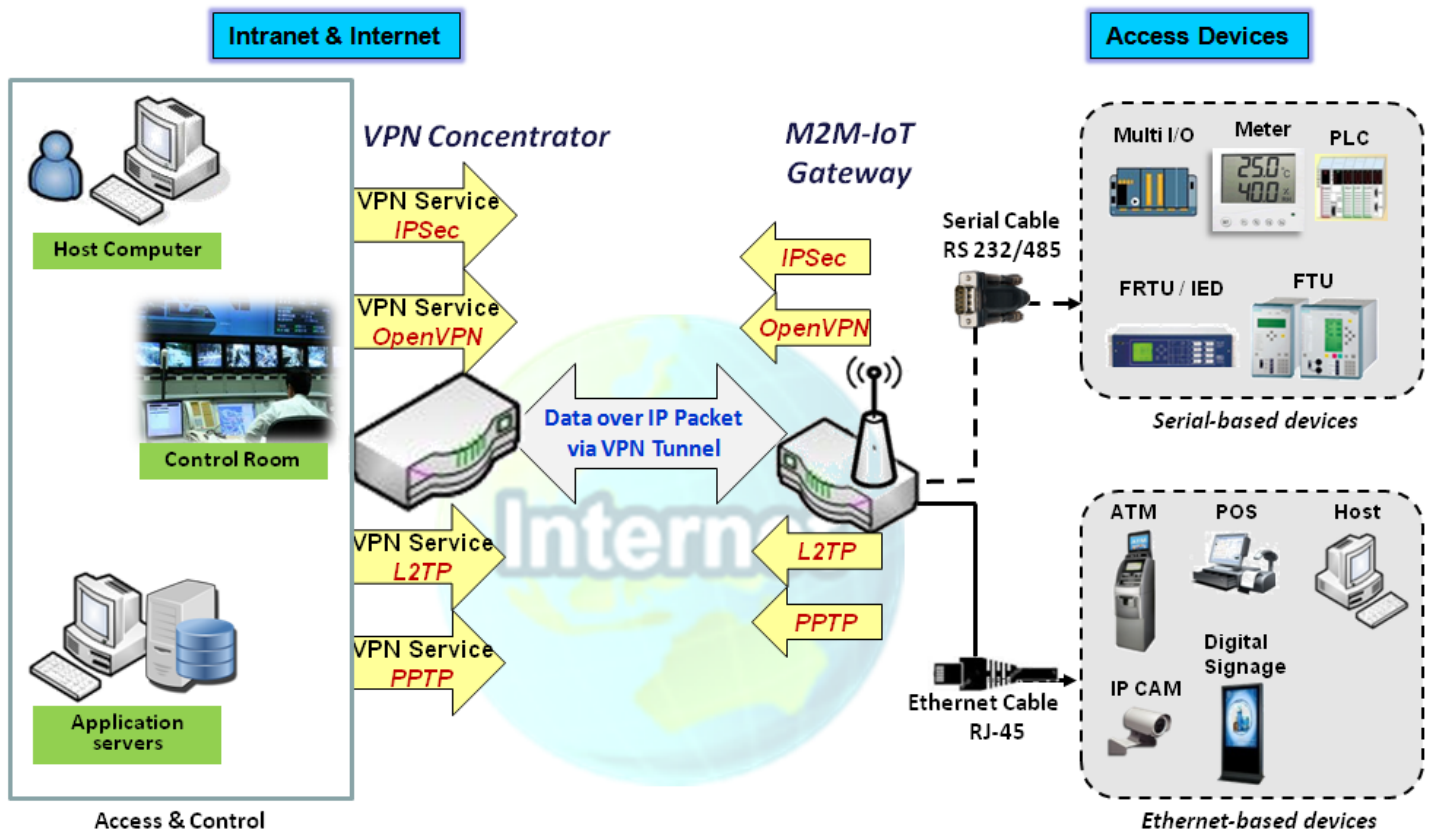 Intranet & Internet
Access Devices
VPN Concentrator
M2M-IoT
Gateway
VPN Service
IPSec
VPN Service
OpenVPN
Host Computer
Control Room
Application
servers
Access & Control
Data over IP Packet
via VPN Tunnel
Internet
VPN Service
L2TP
VPN Service
PPTP
IPSec
OpenVPN
L2TP
PPTP
Serial Cable
RS 232/485
Ethernet Cable
RJ-45
Multi I/O
Meter
PLC
25.0 °C
40.0 %
FRTU / IED
FTU
Serial-based devices
ATM
POS
Host
IP CAM
Digital
Signage
Ethernet-based devices